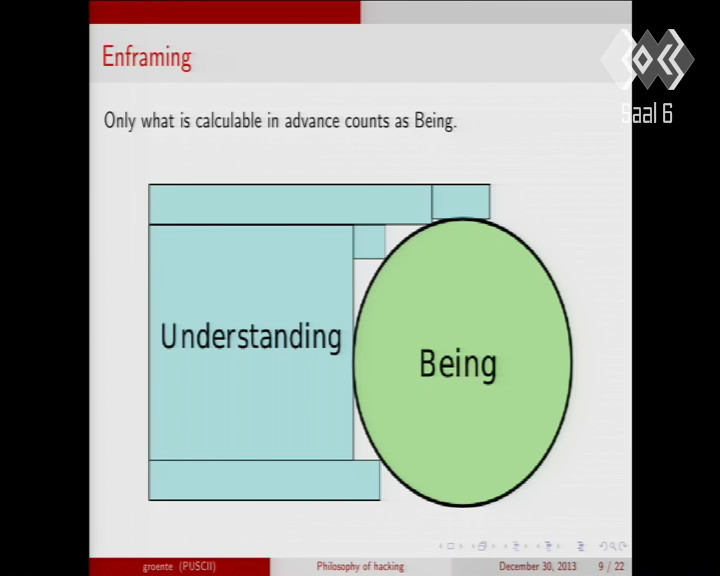 Enframing
Saal 6
Only what is calculable in advance counts as Being.
Understanding
Being
groente (PUSCII)
Philosophy of hacking
December 30, 2013
9 / 22